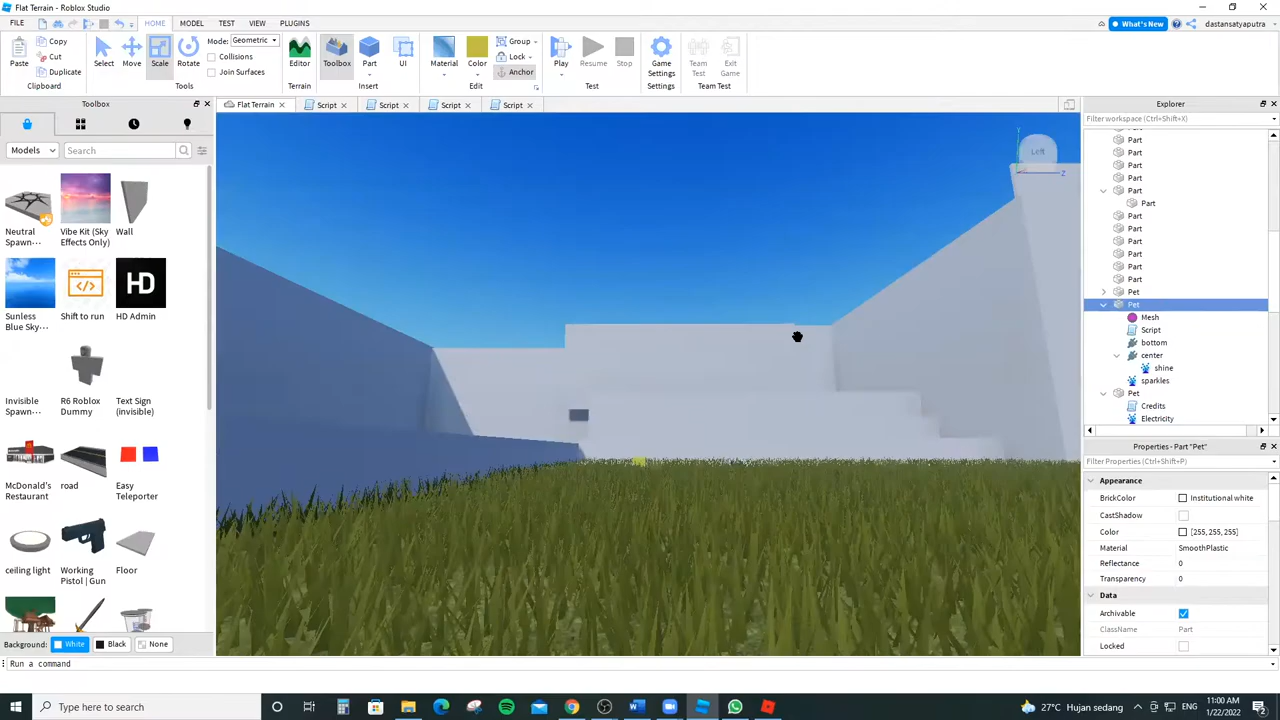 Flat Terrain - Roblox Studio
FILE HOME MODEL TEST VIEW PLUGINS What's New dastansatyaputra
Paste Copy Cut Duplicate Clipboard
Select Move Scale Rotate Mode: Geometric Collisions Join Surfaces Tools
Editor Terrain
Toolbox Part UI Insert
Material Color Group Lock Anchor Edit
Play Resume Stop Test
Game Settings Settings
Team Test Exit Game Team Test
Toolbox
Flat Terrain Script Script Script Script
Models Search
Neutral Spawn···
Vibe Kit (Sky Effects Only)
Wall
Sunless Blue Sky···
Shift to run
HD
HD Admin
Invisible Spawn···
R6 Roblox Dummy
Text Sign (invisible)
McDonald's Restaurant
road
Easy Teleporter
ceiling light
Working Pistol | Gun
Floor
Background: White Black None
Left
Y
Z
Explorer
Filter workspace (Ctrl+Shift+X)
Part
Part
Part
Part
Part
Part
Part
Part
Part
Part
Part
Part
Part
Pet
Pet
Mesh
Script
bottom
center
shine
sparkles
Pet
Credits
Electricity
Properties - Part "Pet"
Filter Properties (Ctrl+Shift+P)
Appearance
BrickColor Institutional white
CastShadow
Color [255, 255, 255]
Material SmoothPlastic
Reflectance 0
Transparency 0
Data
Archivable
ClassName Part
Locked
Run a command
Type here to search
27°C Hujan sedang ENG 11:00 AM
1/22/2022 2